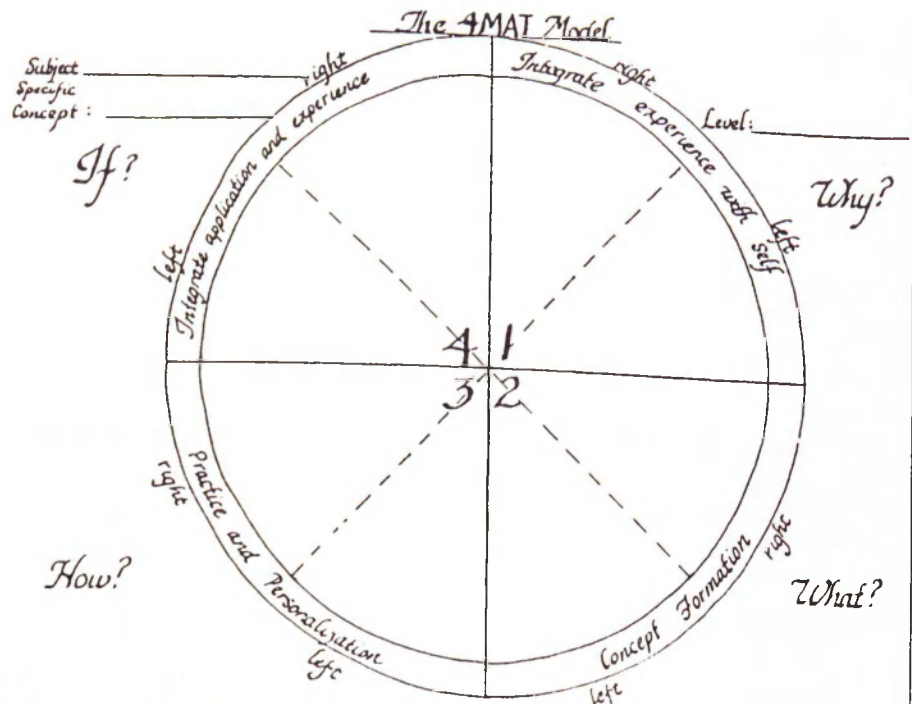 The 4MAT Model
Subject
Specific
Concept :
Level:
If?
Why?
right
right
Integrate application and experience
Integrate experience with self
left
left
4 1
3 2
right
Practice and Personalization
left
How?
right
Concept Formation
left
What?